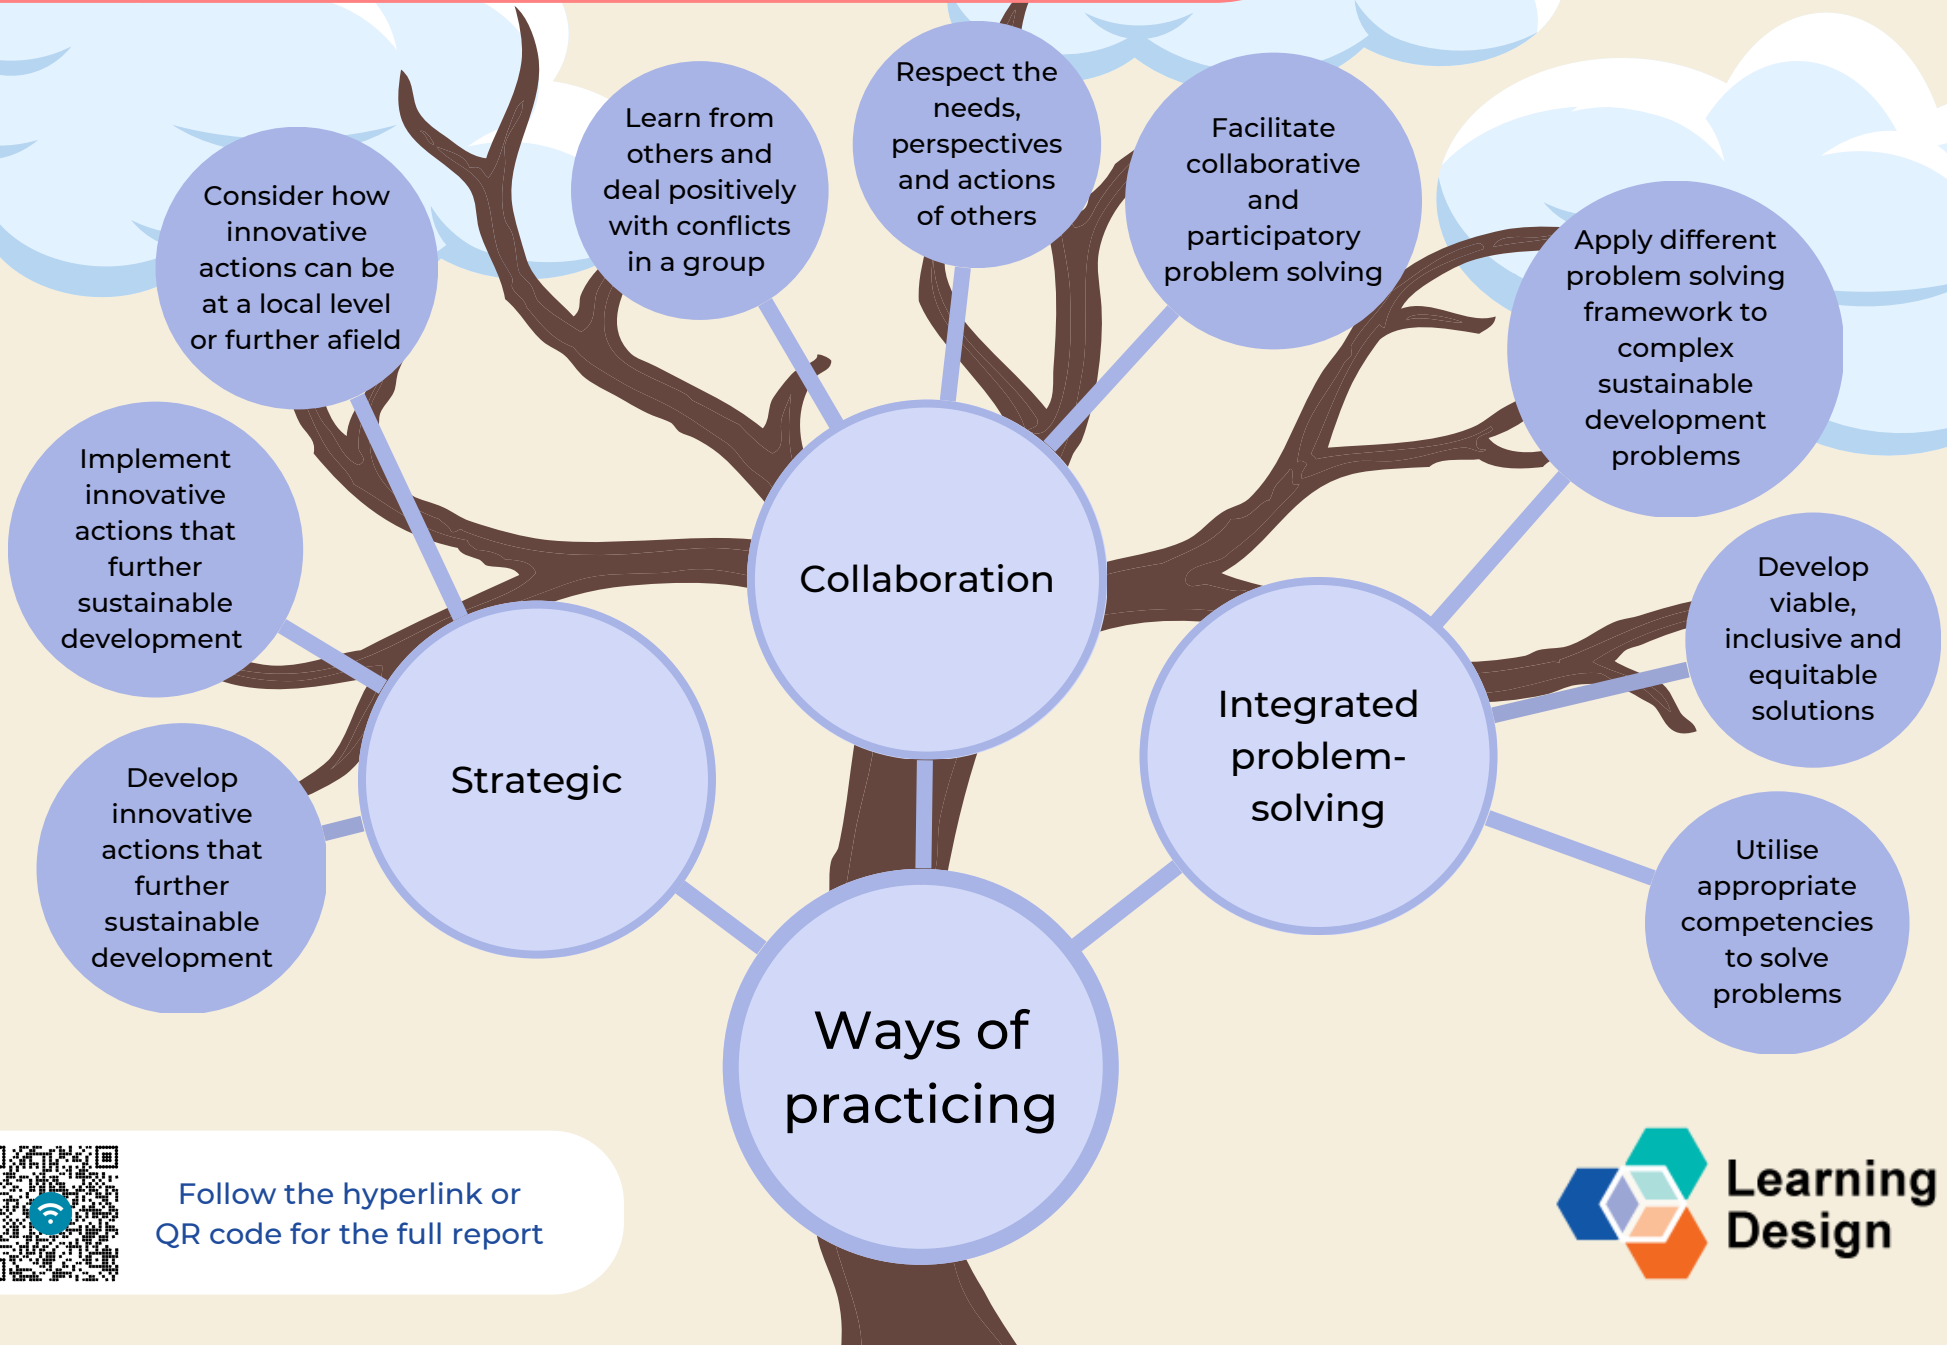 Consider how
innovative
actions can be
at a local level
or further afield
Learn from
others and
deal positively
with conflicts
in a group
Respect the
needs,
perspectives
and actions
of others
Facilitate
collaborative
and
participatory
problem solving
Apply different
problem solving
framework to
complex
sustainable
development
problems
Implement
innovative
actions that
further
sustainable
development
Develop
viable,
inclusive and
equitable
solutions
Develop
innovative
actions that
further
sustainable
development
Utilise
appropriate
competencies
to solve
problems
Collaboration
Strategic
Integrated
problem-
solving
Ways of
practicing
Follow the hyperlink or
QR code for the full report
Learning
Design